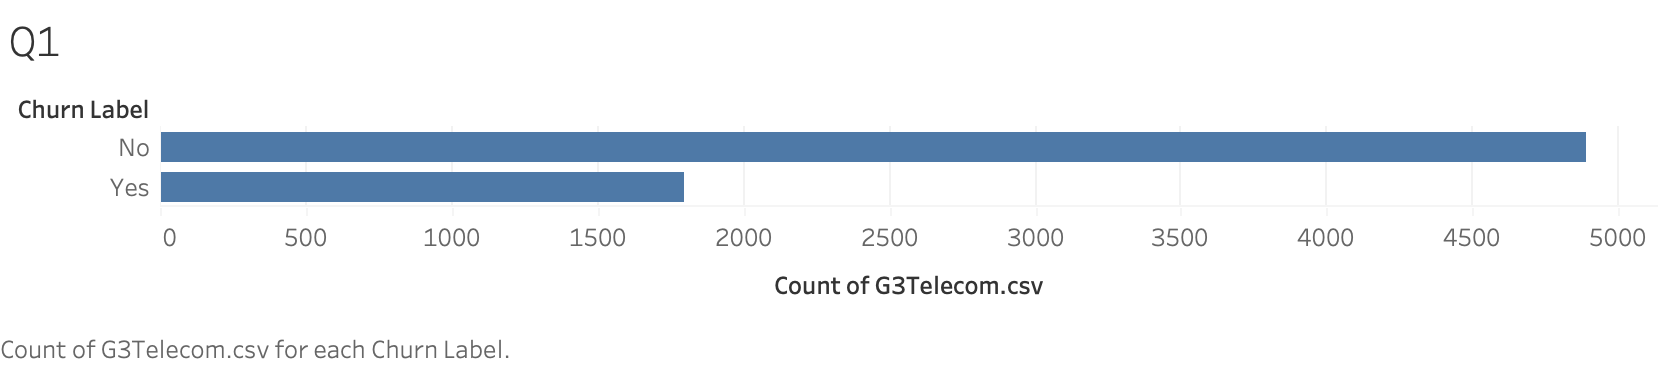 Q1
Churn Label
No
Yes
0 500 1000 1500 2000 2500 3000 3500 4000 4500 5000
Count of G3Telecom.csv
Count of G3Telecom.csv for each Churn Label.